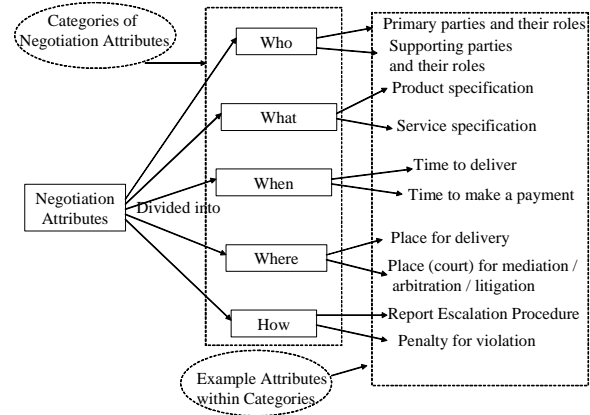 Categories of
Negotiation Attributes
Who
Primary parties and their roles
Supporting parties
and their roles
What
Product specification
Service specification
Negotiation
Attributes
Divided into
When
Time to deliver
Time to make a payment
Where
Place for delivery
Place (court) for mediation /
arbitration / litigation
How
Report Escalation Procedure
Penalty for violation
Example Attributes
within Categories